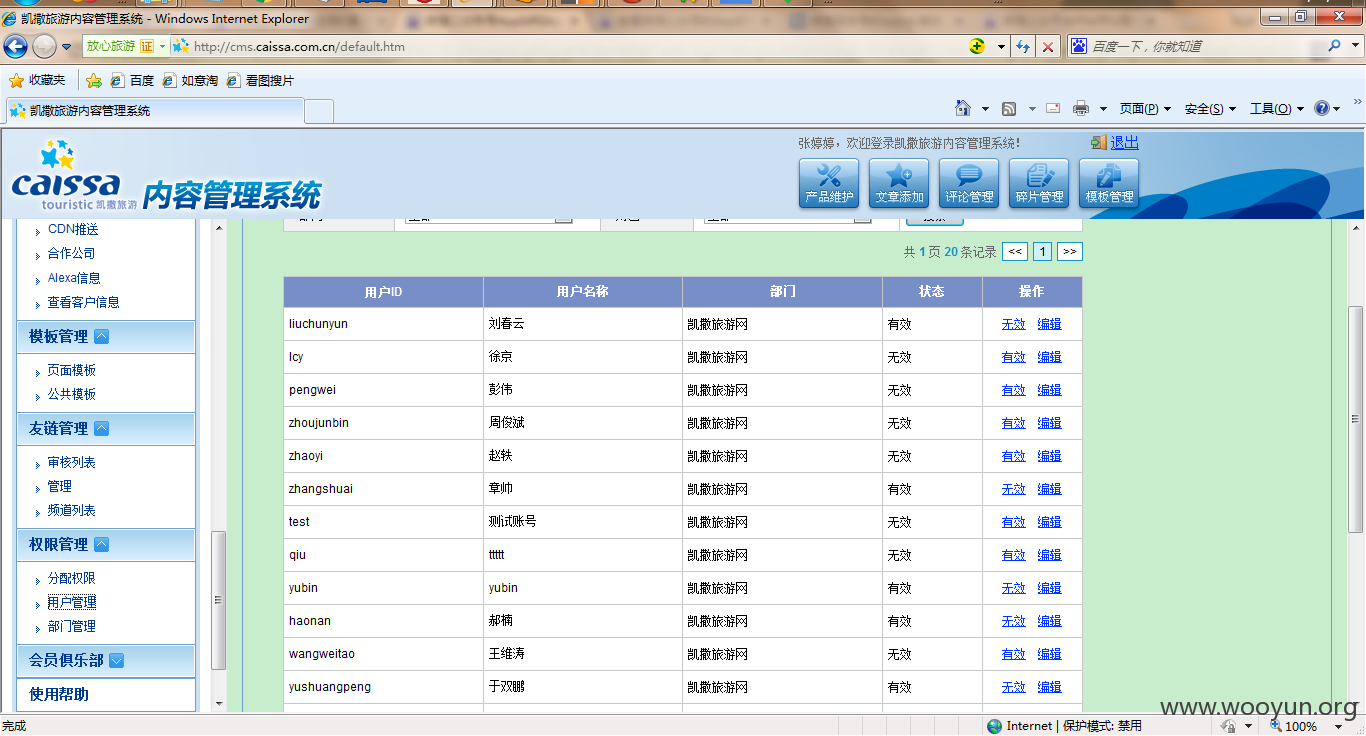 凯撒旅游内容管理系统 - Windows Internet Explorer
放心旅游 证 http://cms.caissa.com.cn/default.htm 百度一下，你就知道
收藏夹 百度 如意淘 看图搜片
凯撒旅游内容管理系统 页面(P) 安全(S) 工具(O)
张婷婷，欢迎登录凯撒旅游内容管理系统！ 退出
caissa
touristic 凯撒旅游
内容管理系统
产品维护 文章添加 评论管理 碎片管理 模板管理
CDN推送
合作公司
Alexa信息
查看客户信息
模板管理
页面模板
公共模板
友链管理
审核列表
管理
频道列表
权限管理
分配权限
用户管理
部门管理
会员俱乐部
使用帮助
共 1 页 20 条记录 << 1 >>
用户ID 用户名称 部门 状态 操作
liuchunyun 刘春云 凯撒旅游网 有效 无效 编辑
lcy 徐京 凯撒旅游网 无效 有效 编辑
pengwei 彭伟 凯撒旅游网 无效 有效 编辑
zhoujunbin 周俊斌 凯撒旅游网 无效 有效 编辑
zhaoyi 赵轶 凯撒旅游网 无效 有效 编辑
zhangshuai 章帅 凯撒旅游网 有效 无效 编辑
test 测试账号 凯撒旅游网 无效 有效 编辑
qiu ttttt 凯撒旅游网 无效 有效 编辑
yubin yubin 凯撒旅游网 有效 无效 编辑
haonan 郝楠 凯撒旅游网 有效 无效 编辑
wangweitao 王维涛 凯撒旅游网 无效 有效 编辑
yushuangpeng 于双鹏 凯撒旅游网 有效 无效 编辑
www.wooyun.org
完成 Internet | 保护模式: 禁用 100%